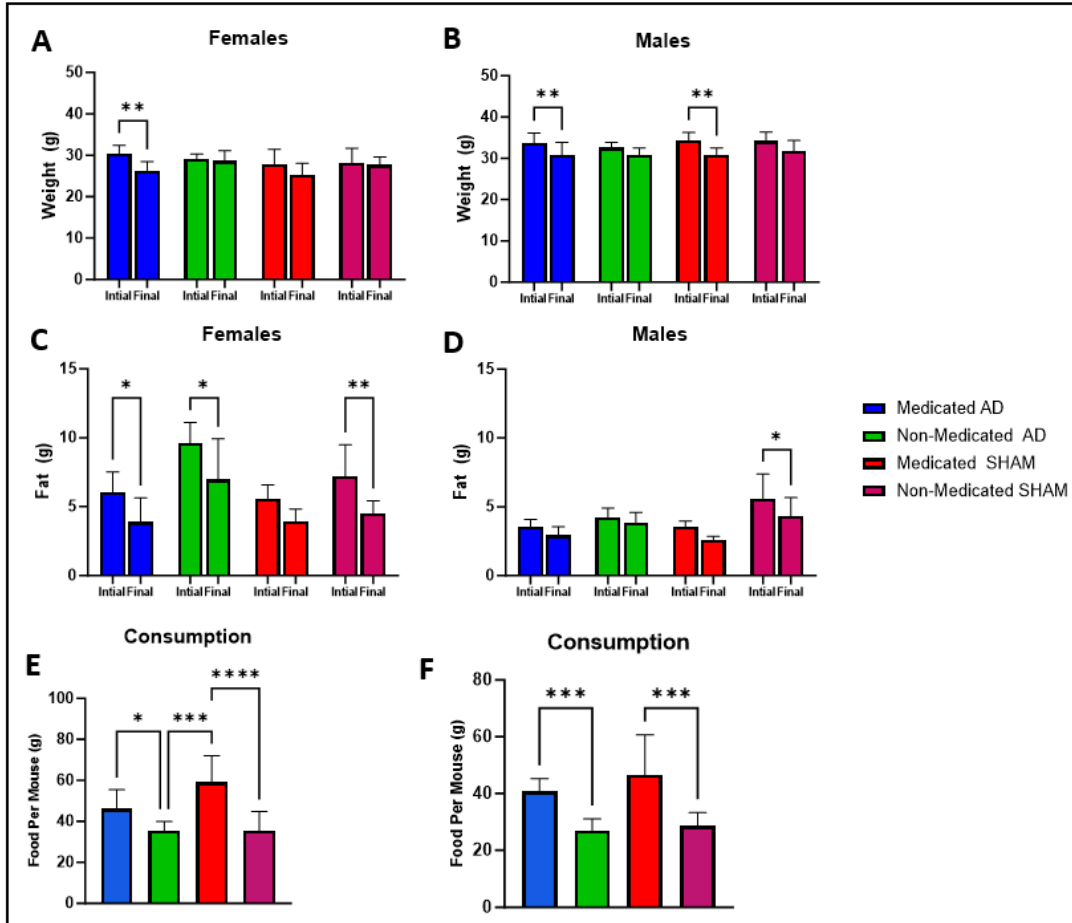 A
Females
Weight (g)
50
40
30
20
10
0
**
Intial Final Intial Final Intial Final Intial Final
B
Males
Weight (g)
50
40
30
20
10
0
**
**
Intial Final Intial Final Intial Final Intial Final
C
Females
Fat (g)
15
10
5
0
*
*
**
Intial Final Intial Final Intial Final Intial Final
D
Males
Fat (g)
15
10
5
0
*
Intial Final Intial Final Intial Final Intial Final
Medicated AD
Non-Medicated AD
Medicated SHAM
Non-Medicated SHAM
E
Consumption
Food Per Mouse (g)
100
80
60
40
20
0
*
***
****
F
Consumption
Food Per Mouse (g)
80
60
40
20
0
***
***